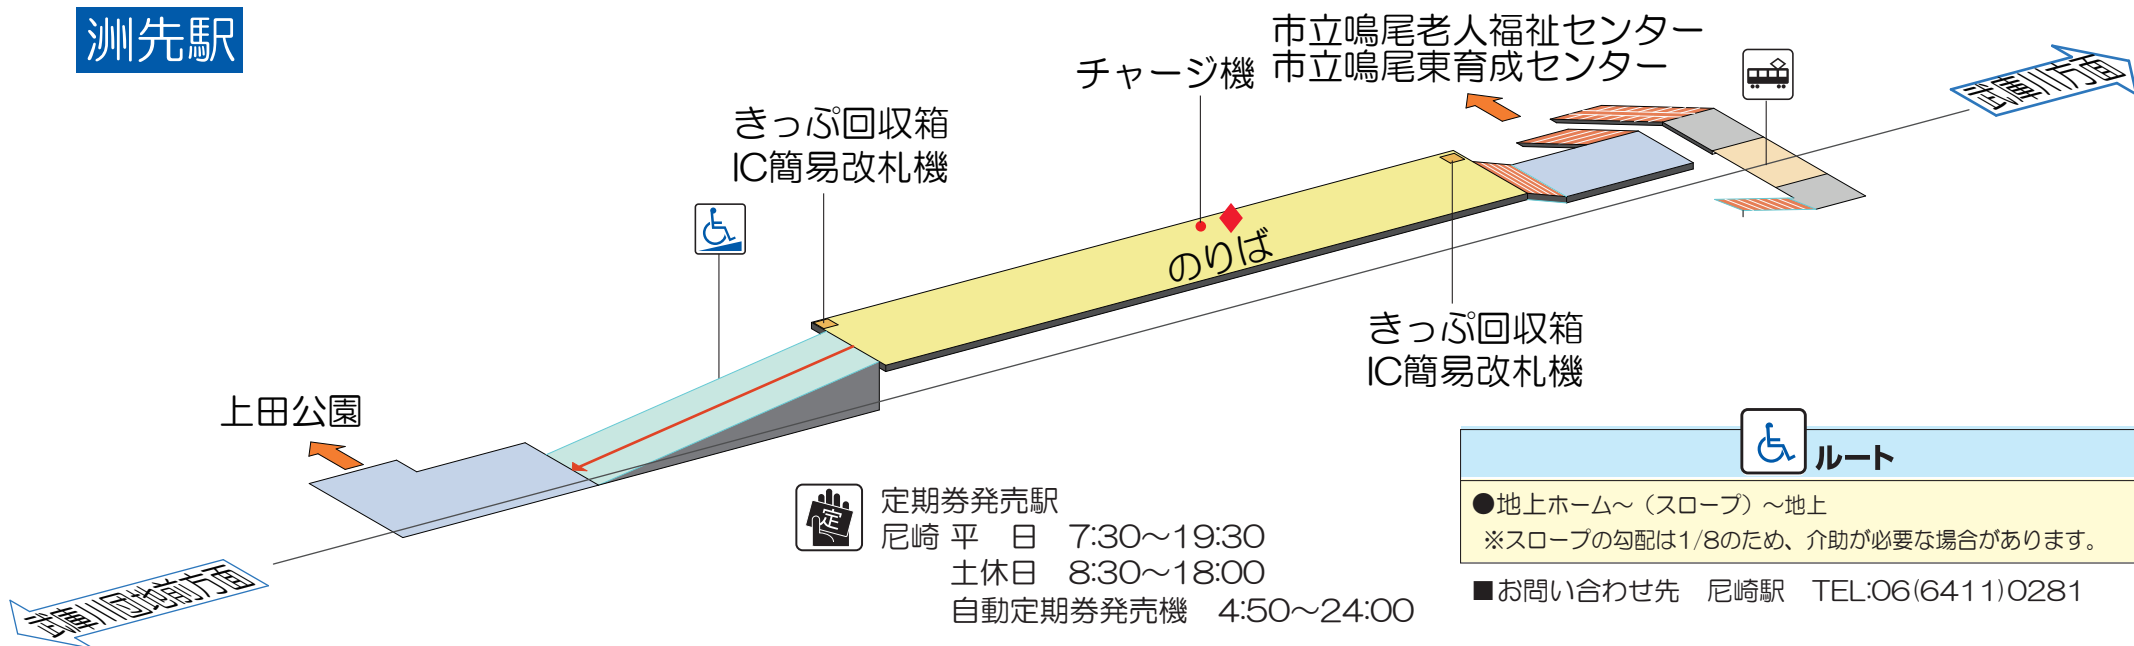 洲先駅
市立鳴尾老人福祉センター
市立鳴尾東育成センター
チャージ機
武庫川方面
きっぷ回収箱
IC簡易改札機
のりば
きっぷ回収箱
IC簡易改札機
上田公園
ルート
●地上ホーム～（スロープ）～地上
※スロープの勾配は1/8のため、介助が必要な場合があります。
定
定期券発売駅
尼崎 平　日　7:30～19:30
土休日　8:30～18:00
自動定期券発売機　4:50～24:00
■お問い合わせ先　尼崎駅　TEL:06(6411)0281
武庫川団地前方面